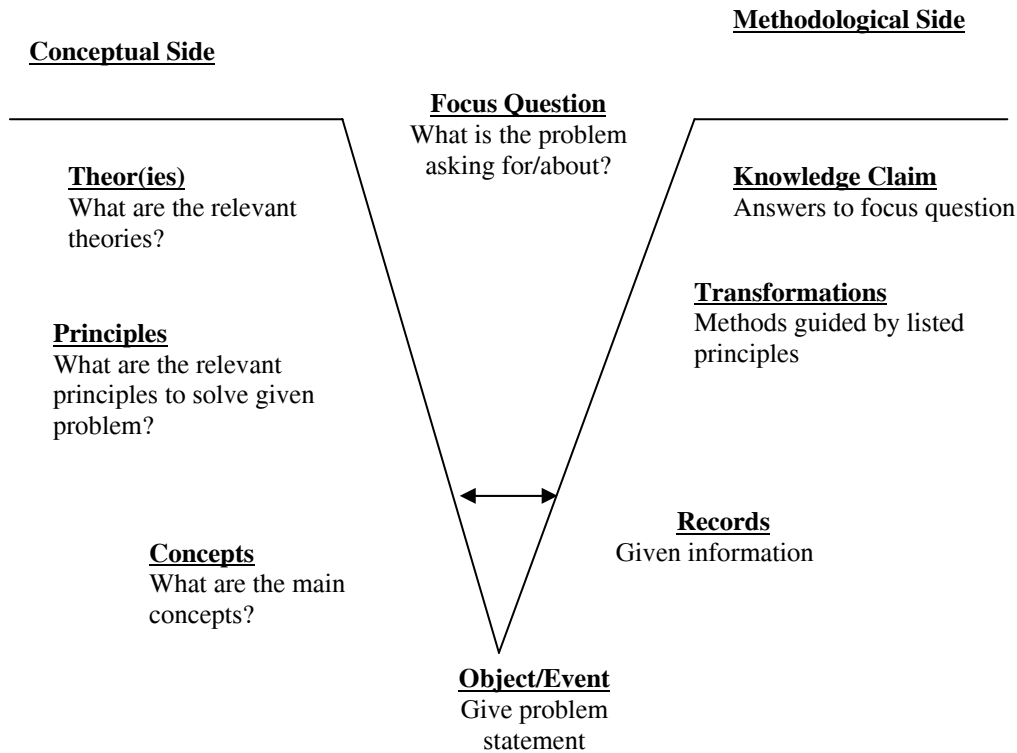 Methodological Side
Conceptual Side
Focus Question
What is the problem
asking for/about?
Theor(ies)
What are the relevant
theories?
Knowledge Claim
Answers to focus question
Transformations
Methods guided by listed
principles
Principles
What are the relevant
principles to solve given
problem?
Records
Given information
Concepts
What are the main
concepts?
Object/Event
Give problem
statement